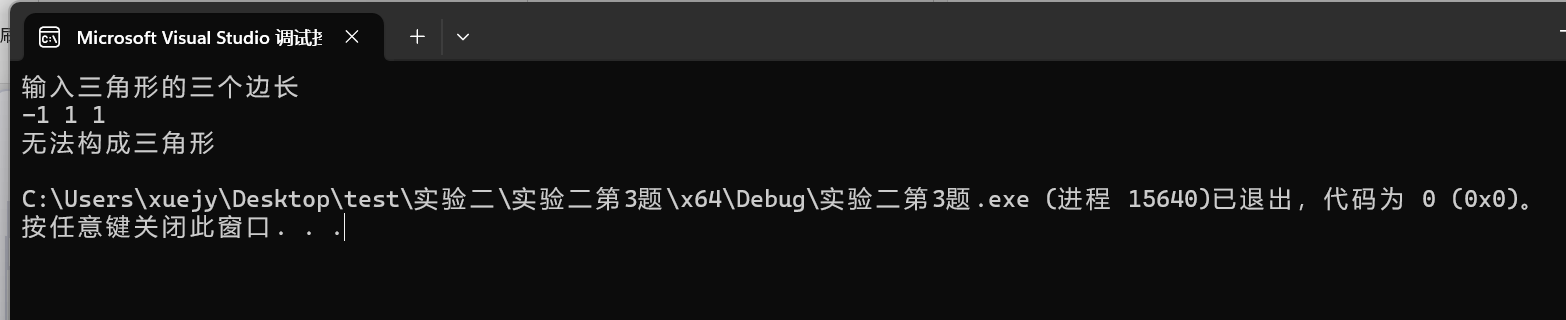 Microsoft Visual Studio 调试
输入三角形的三个边长
-1 1 1
无法构成三角形
C:\Users\xuejy\Desktop\test\实验二\实验二第3题\x64\Debug\实验二第3题.exe (进程 15640)已退出，代码为 0 (0x0)。
按任意键关闭此窗口. . .